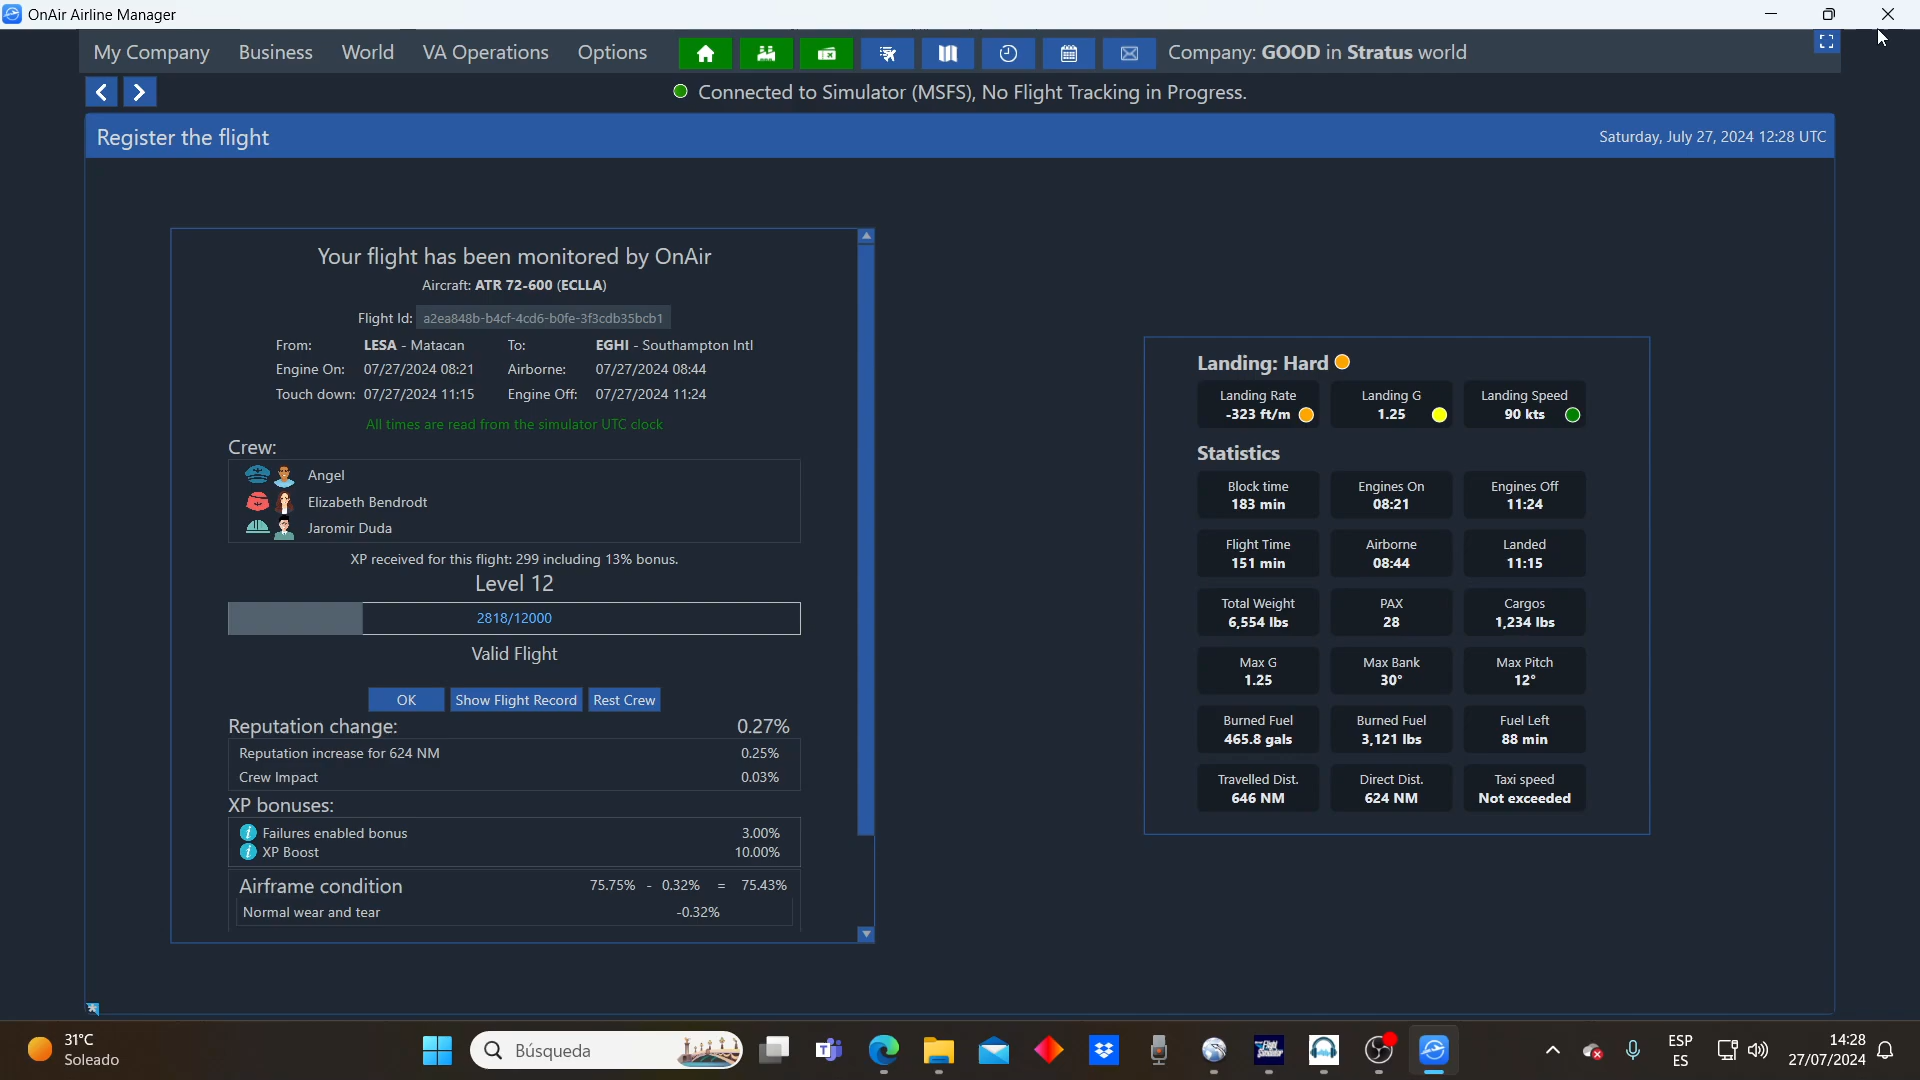 OnAir Airline Manager
My Company Business World VA Operations Options Company: GOOD in Stratus world
Connected to Simulator (MSFS), No Flight Tracking in Progress.
Register the flight Saturday, July 27, 2024 12:28 UTC
Your flight has been monitored by OnAir
Aircraft: ATR 72-600 (ECLLA)
Flight Id: a2ea848b-b4cf-4cd6-b0fe-3f3cdb35bcb1
From: LESA - Matacan To: EGHI - Southampton Intl
Engine On: 07/27/2024 08:21 Airborne: 07/27/2024 08:44
Touch down: 07/27/2024 11:15 Engine Off: 07/27/2024 11:24
All times are read from the simulator UTC clock
Crew:
Angel
Elizabeth Bendrodt
Jaromir Duda
XP received for this flight: 299 including 13% bonus.
Level 12
2818/12000
Valid Flight
OK Show Flight Record Rest Crew
Reputation change: 0.27%
Reputation increase for 624 NM 0.25%
Crew Impact 0.03%
XP bonuses:
Failures enabled bonus 3.00%
XP Boost 10.00%
Airframe condition 75.75% - 0.32% = 75.43%
Normal wear and tear -0.32%
Landing: Hard
Landing Rate Landing G Landing Speed
-323 ft/m 1.25 90 kts
Statistics
Block time Engines On Engines Off
183 min 08:21 11:24
Flight Time Airborne Landed
151 min 08:44 11:15
Total Weight PAX Cargos
6,554 lbs 28 1,234 lbs
Max G Max Bank Max Pitch
1.25 30° 12°
Burned Fuel Burned Fuel Fuel Left
465.8 gals 3,121 lbs 88 min
Travelled Dist. Direct Dist. Taxi speed
646 NM 624 NM Not exceeded
31°C
Soleado
Búsqueda
ESP
ES
14:28
27/07/2024